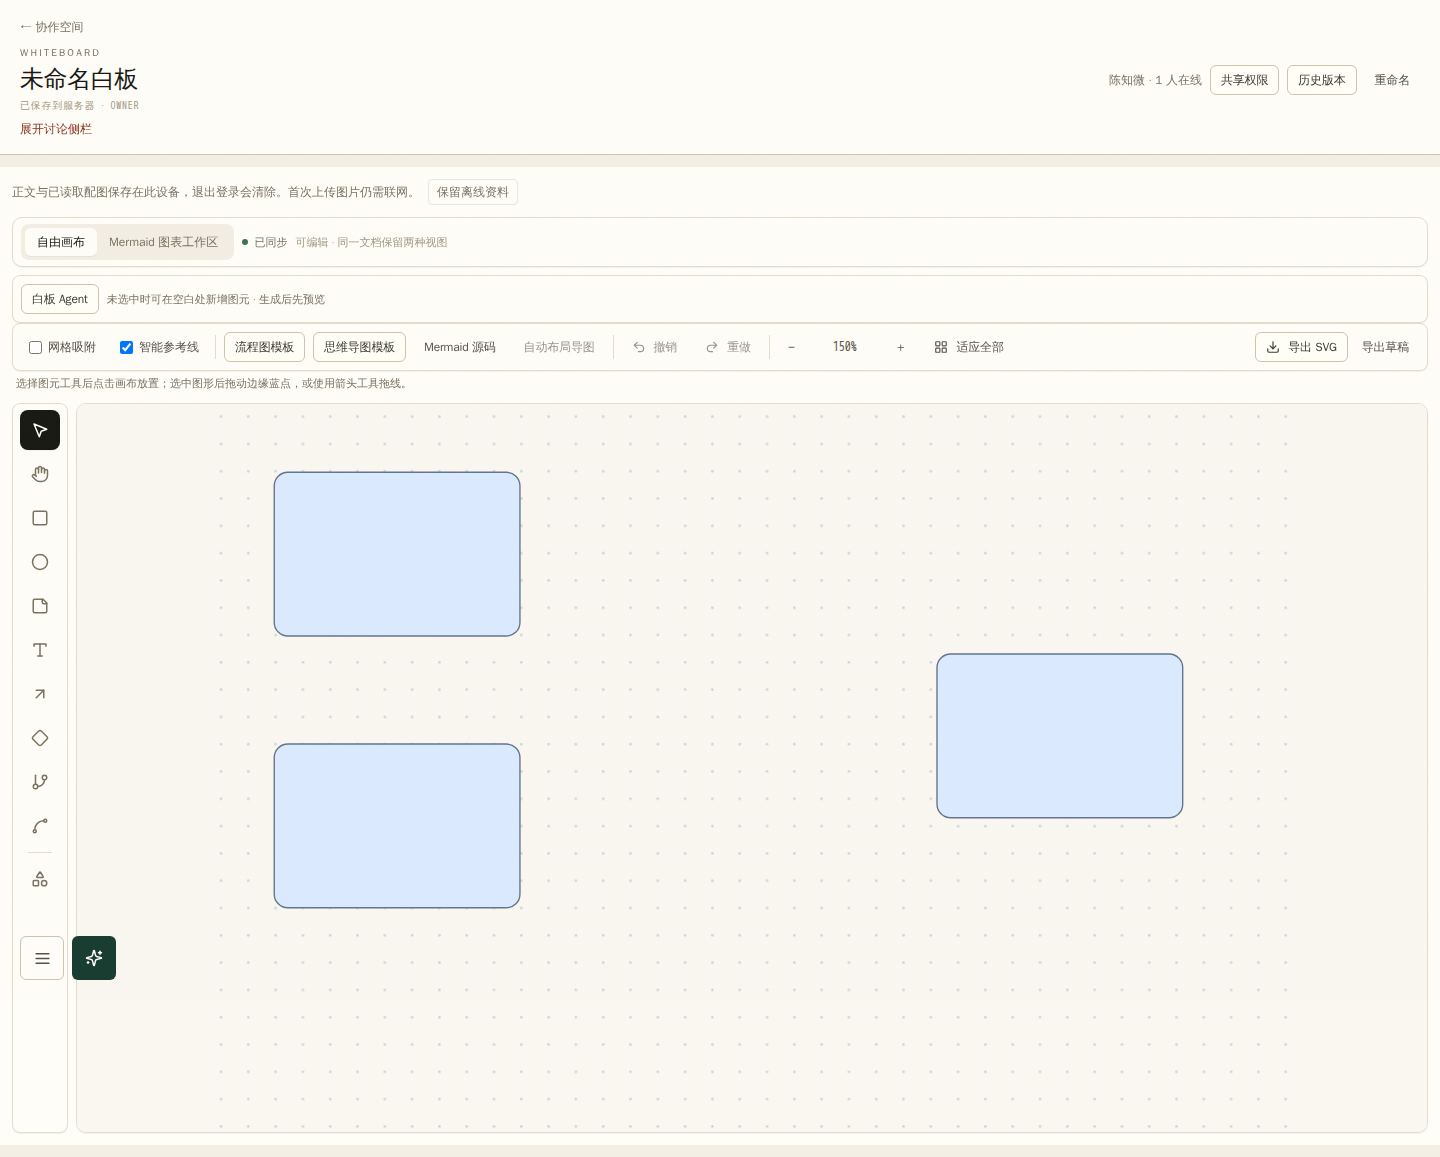 ← 协作空间
WHITEBOARD
未命名白板
已保存到服务器 · OWNER
展开讨论侧栏
陈知微 · 1 人在线 共享权限 历史版本 重命名
正文与已读取配图保存在此设备，退出登录会清除。首次上传图片仍需联网。 保留离线资料
自由画布 Mermaid 图表工作区 已同步 可编辑 · 同一文档保留两种视图
白板 Agent 未选中时可在空白处新增图元 · 生成后先预览
网格吸附 智能参考线 流程图模板 思维导图模板 Mermaid 源码 自动布局导图 撤销 重做 − 150% + 适应全部 导出 SVG 导出草稿
选择图元工具后点击画布放置；选中图形后拖动边缘蓝点，或使用箭头工具拖线。